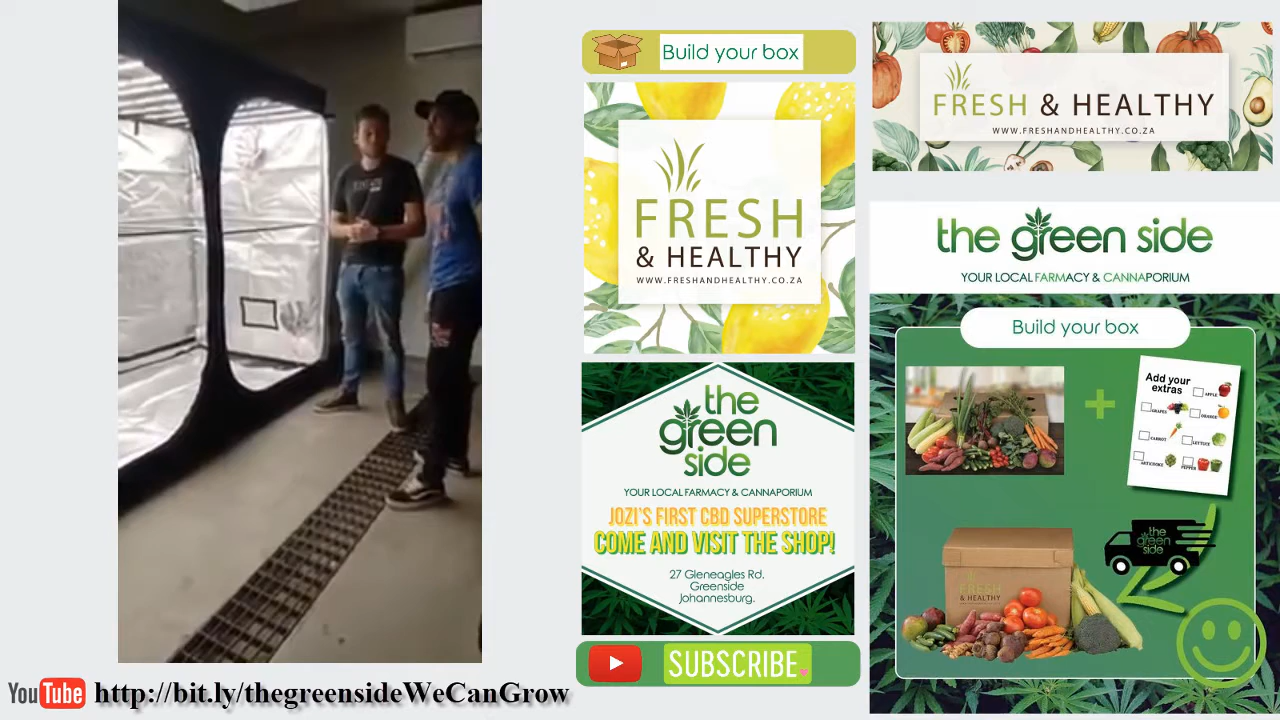 Build your box
FRESH
& HEALTHY
WWW.FRESHANDHEALTHY.CO.ZA
the
green
side
YOUR LOCAL FARMACY & CANNAPORIUM
JOZI'S FIRST CBD SUPERSTORE
COME AND VISIT THE SHOP!
27 Gleneagles Rd.
Greenside
Johannesburg.
SUBSCRIBE
FRESH & HEALTHY
WWW.FRESHANDHEALTHY.CO.ZA
the green side
YOUR LOCAL FARMACY & CANNAPORIUM
Build your box
Add your
extras
APPLE
GRAPES
ORANGE
CARROT
LETTUCE
ARTICHOKE
PEPPER
the
green
side
FRESH
& HEALTHY
YouTube http://bit.ly/thegreensideWeCanGrow